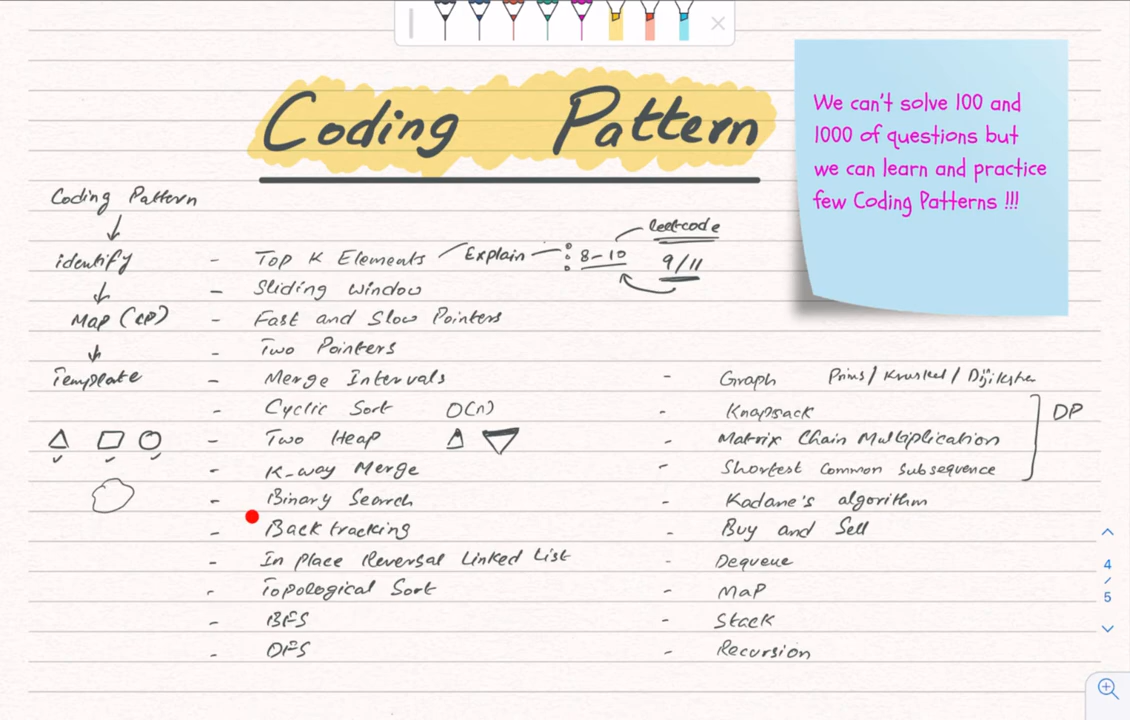 Coding Pattern
We can't solve 100 and
1000 of questions but
we can learn and practice
few Coding Patterns !!!
Coding Pattern
identify
Map (CP)
Template
leetcode
- Top K Elements Explain : 8-10 9/11
- Sliding Window
- Fast and Slow Pointers
- Two Pointers
- Merge Intervals
- Cyclic Sort O(n)
- Two Heap
- K-way Merge
- Binary Search
- Back tracking
- In Place Reversal Linked List
- Topological Sort
- BFS
- DFS
- Graph Prims/
- Knapsack
- Matrix Chain Multiplication
- Shortest Common Subsequence
DP
- Kadane's algorithm
- Buy and Sell
- Dequeue
- Map
- Stack
- Recursion
4
/
5